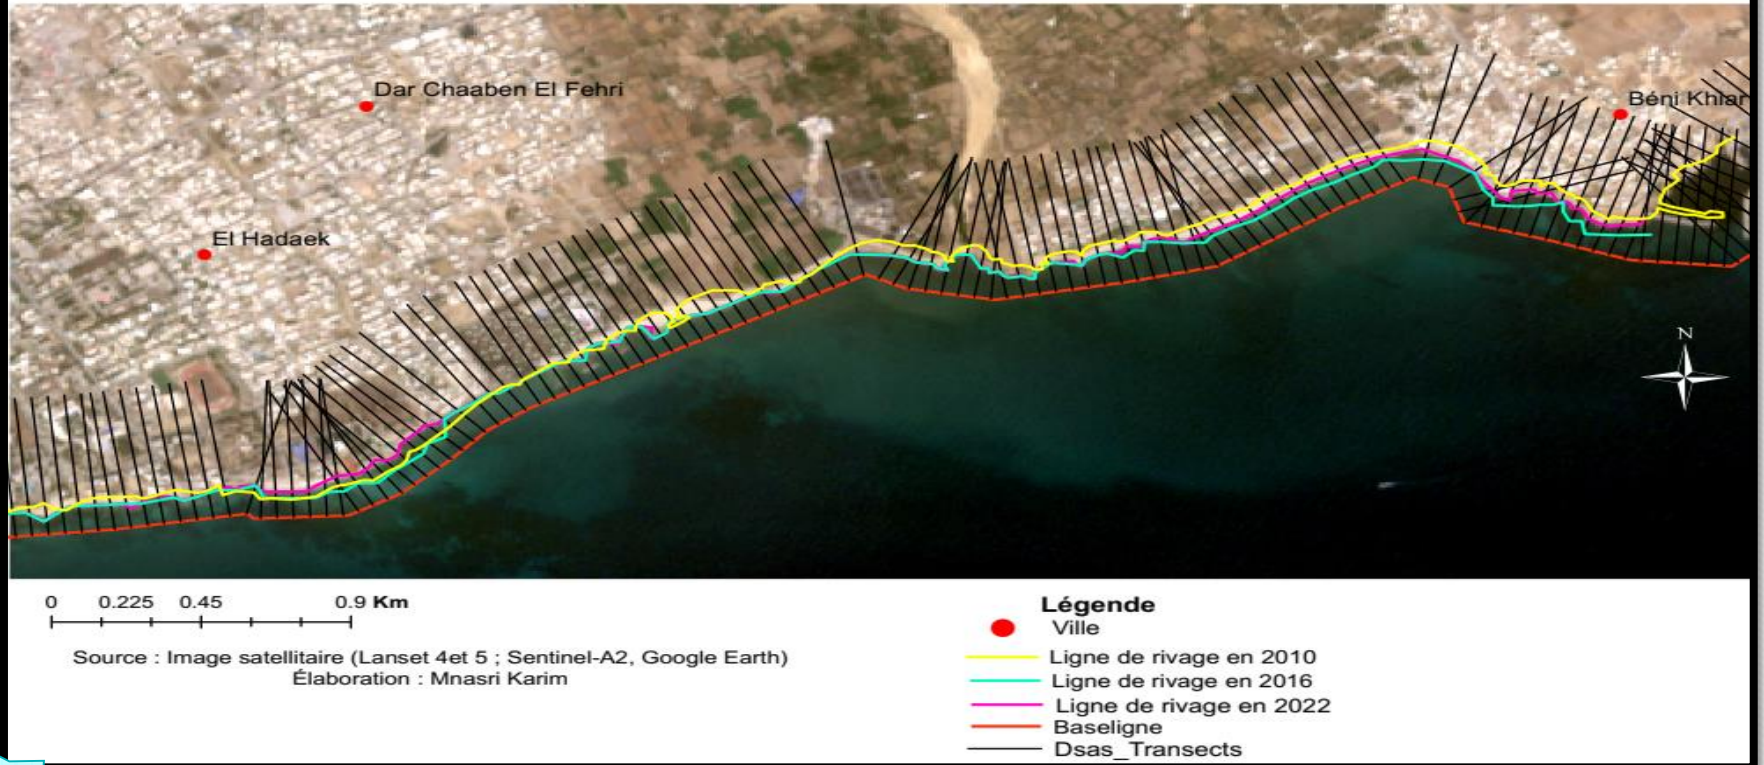 Dar Chaaben El Fehri
Béni Khiar
El Hadaek
N
0 0.225 0.45 0.9 Km
Source : Image satellitaire (Lanset 4et 5 ; Sentinel-A2, Google Earth)
Élaboration : Mnasri Karim
Légende
Ville
Ligne de rivage en 2010
Ligne de rivage en 2016
Ligne de rivage en 2022
Baseligne
Dsas_Transects